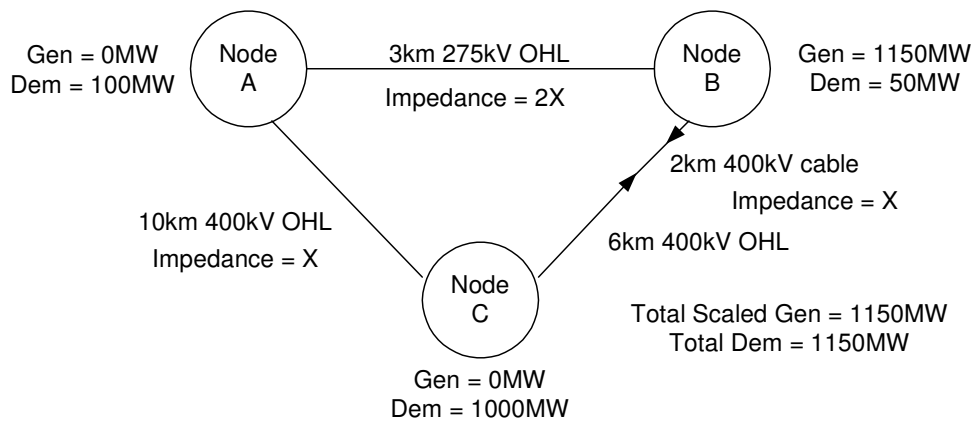 Gen = 0MW
Dem = 100MW
Node
A
3km 275kV OHL
Impedance = 2X
Node
B
Gen = 1150MW
Dem = 50MW
2km 400kV cable
Impedance = X
6km 400kV OHL
10km 400kV OHL
Impedance = X
Node
C
Gen = 0MW
Dem = 1000MW
Total Scaled Gen = 1150MW
Total Dem = 1150MW